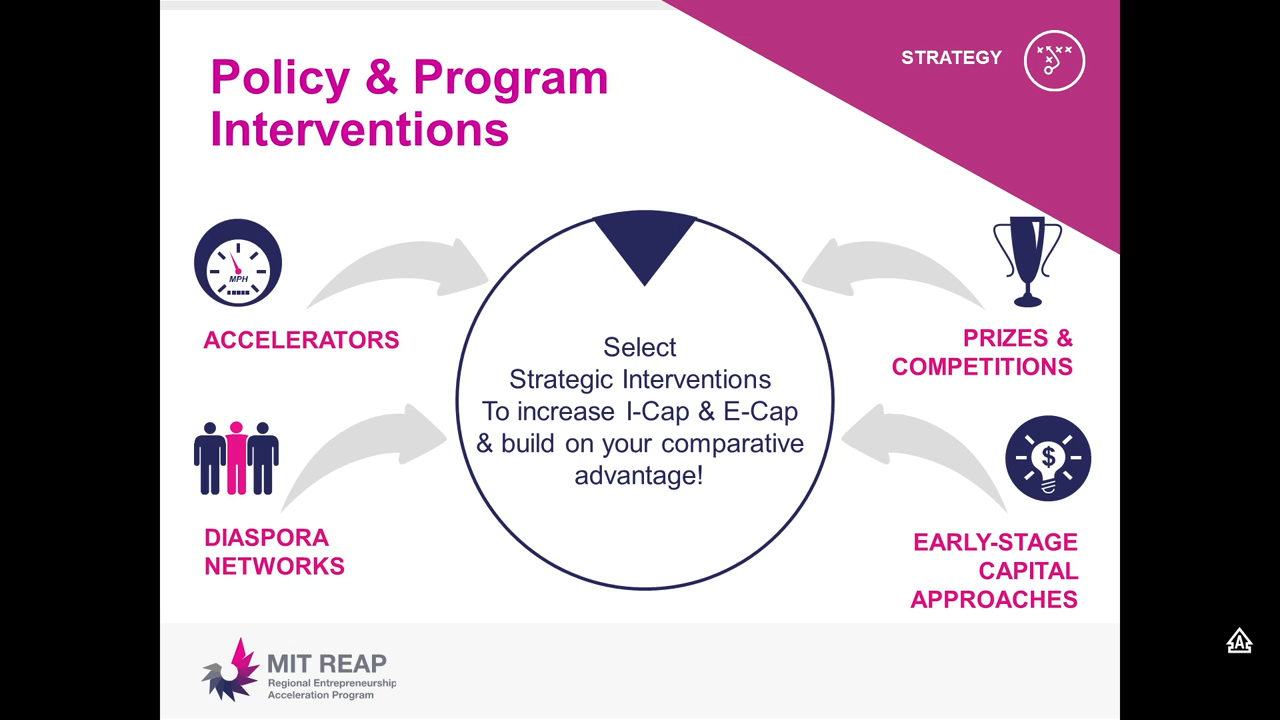 STRATEGY
Policy & Program
Interventions
MPH
ACCELERATORS
PRIZES &
COMPETITIONS
Select
Strategic Interventions
To increase I-Cap & E-Cap
& build on your comparative
advantage!
$
DIASPORA
NETWORKS
EARLY-STAGE
CAPITAL
APPROACHES
MIT REAP
Regional Entrepreneurship
Acceleration Program
A